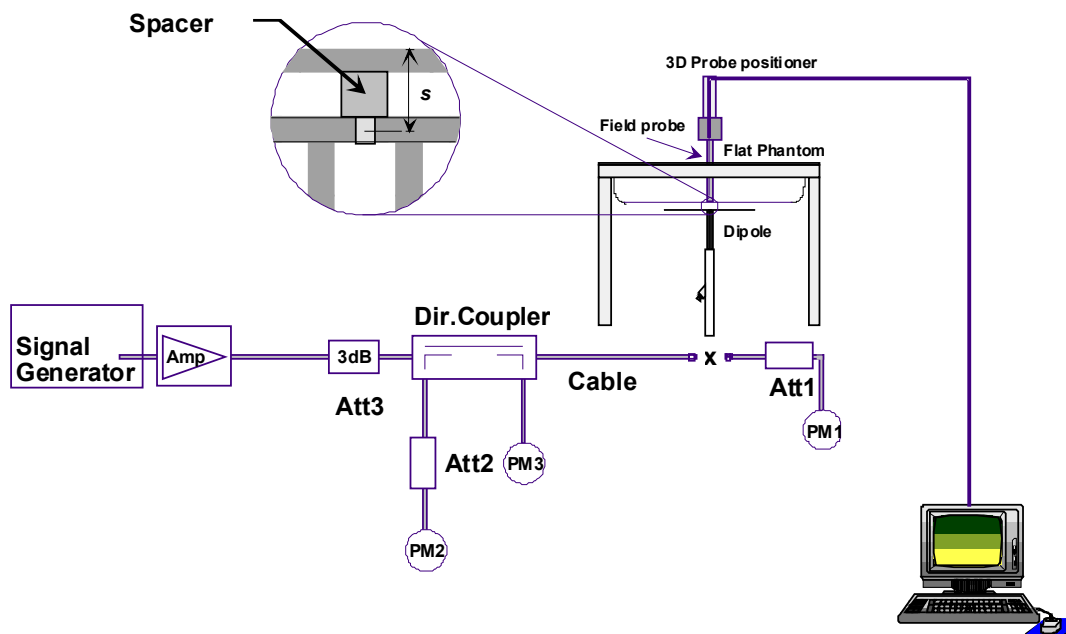 Spacer
s
3D Probe positioner
Field probe
Flat Phantom
Dipole
Dir.Coupler
Signal
Generator
Amp
3dB
Att3
Cable
x
Att1
PM1
Att2
PM3
PM2